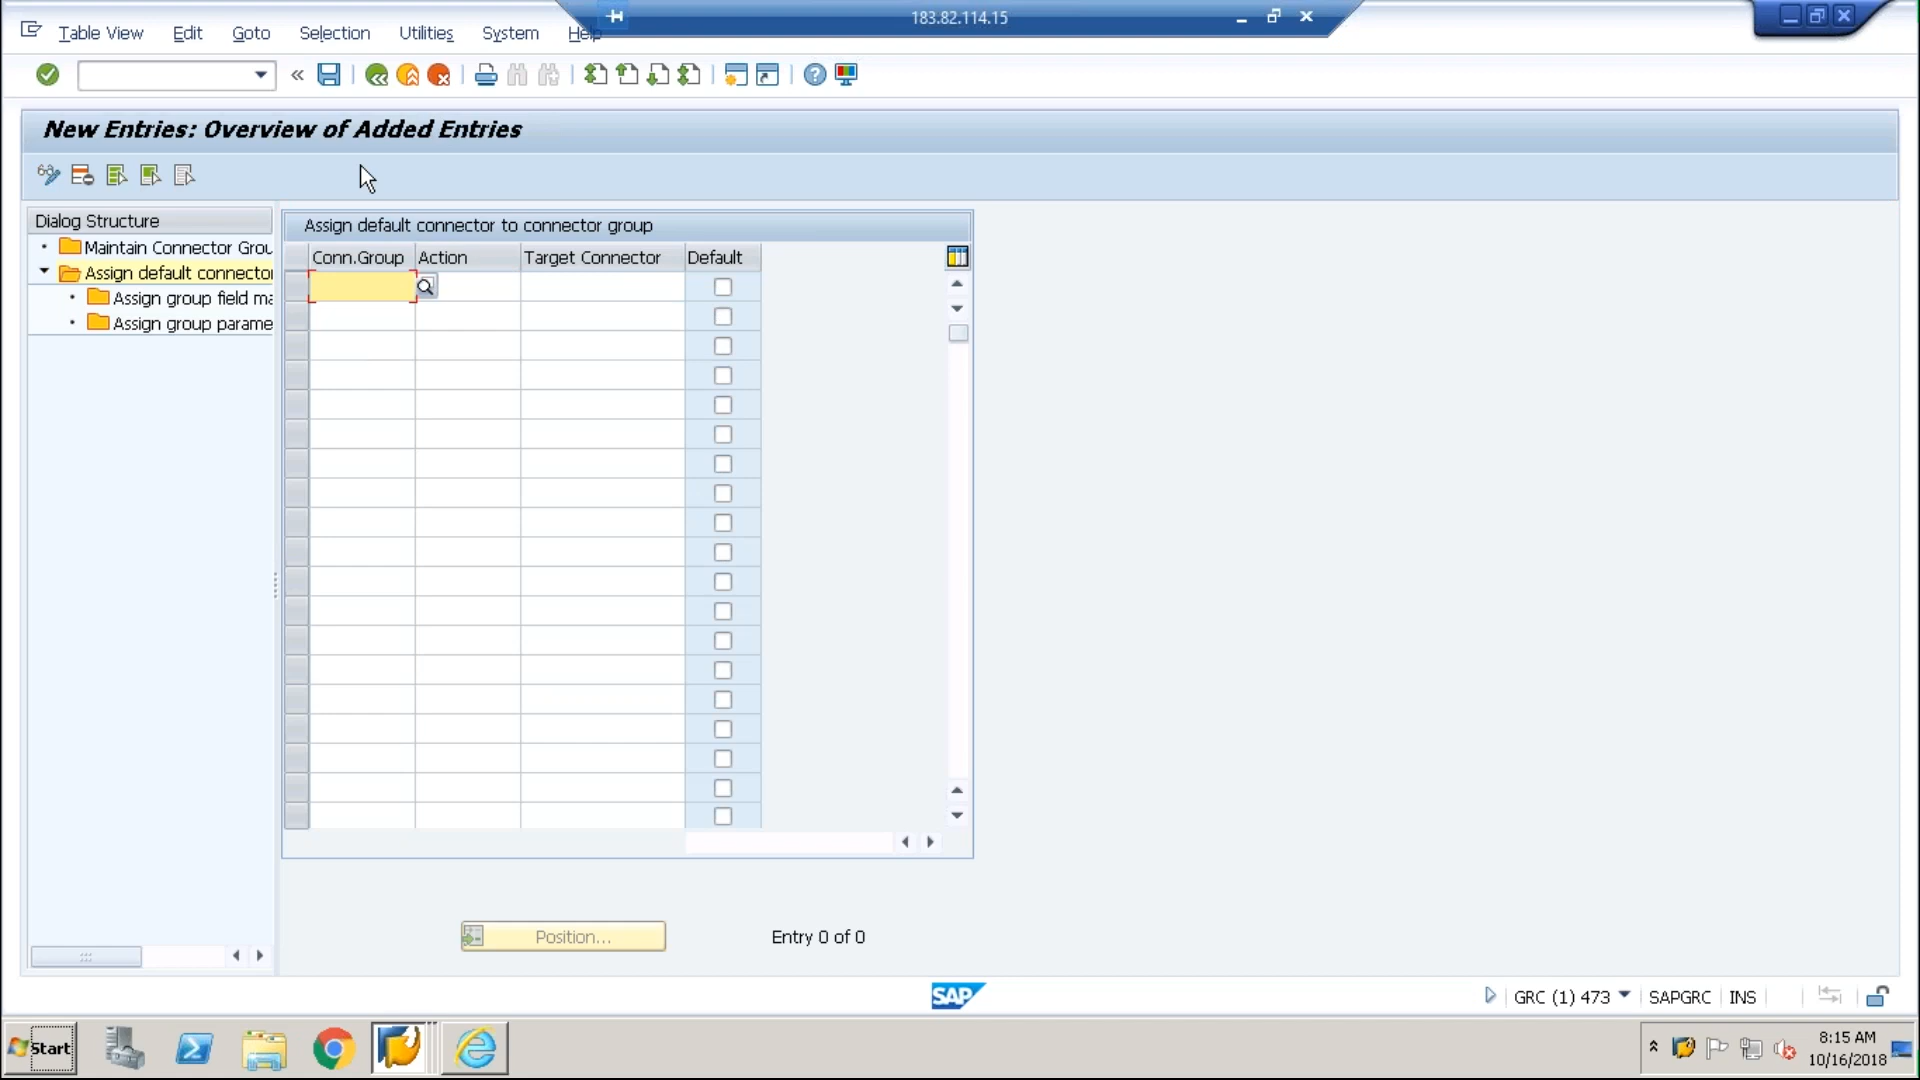 183.82.114.15
Table View Edit Goto Selection Utilities System Help
New Entries: Overview of Added Entries
Dialog Structure
Maintain Connector Grou
Assign default connector
Assign group field ma
Assign group parame
Assign default connector to connector group
Conn.Group Action Target Connector Default
Position... Entry 0 of 0
SAP
GRC (1) 473 SAPGRC INS
Start
8:15 AM
10/16/2018